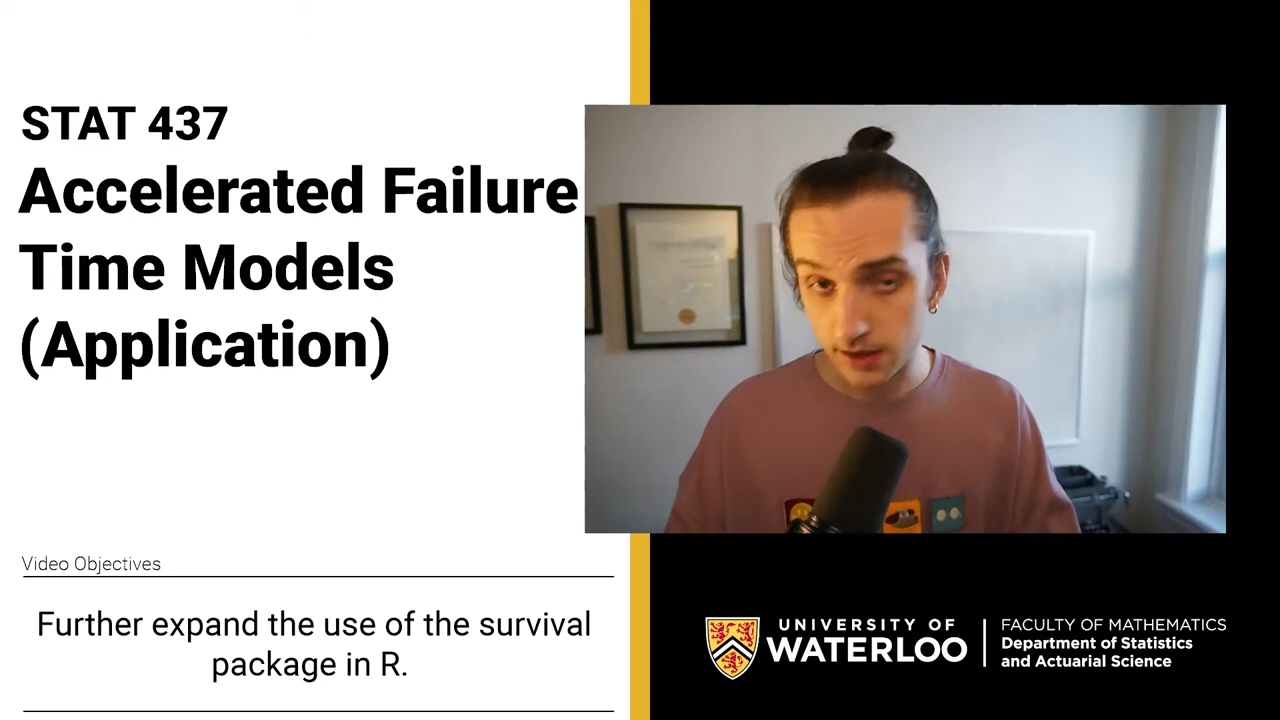 STAT 437
Accelerated Failure
Time Models
(Application)
Video Objectives
Further expand the use of the survival
package in R.
UNIVERSITY OF
WATERLOO
FACULTY OF MATHEMATICS
Department of Statistics
and Actuarial Science